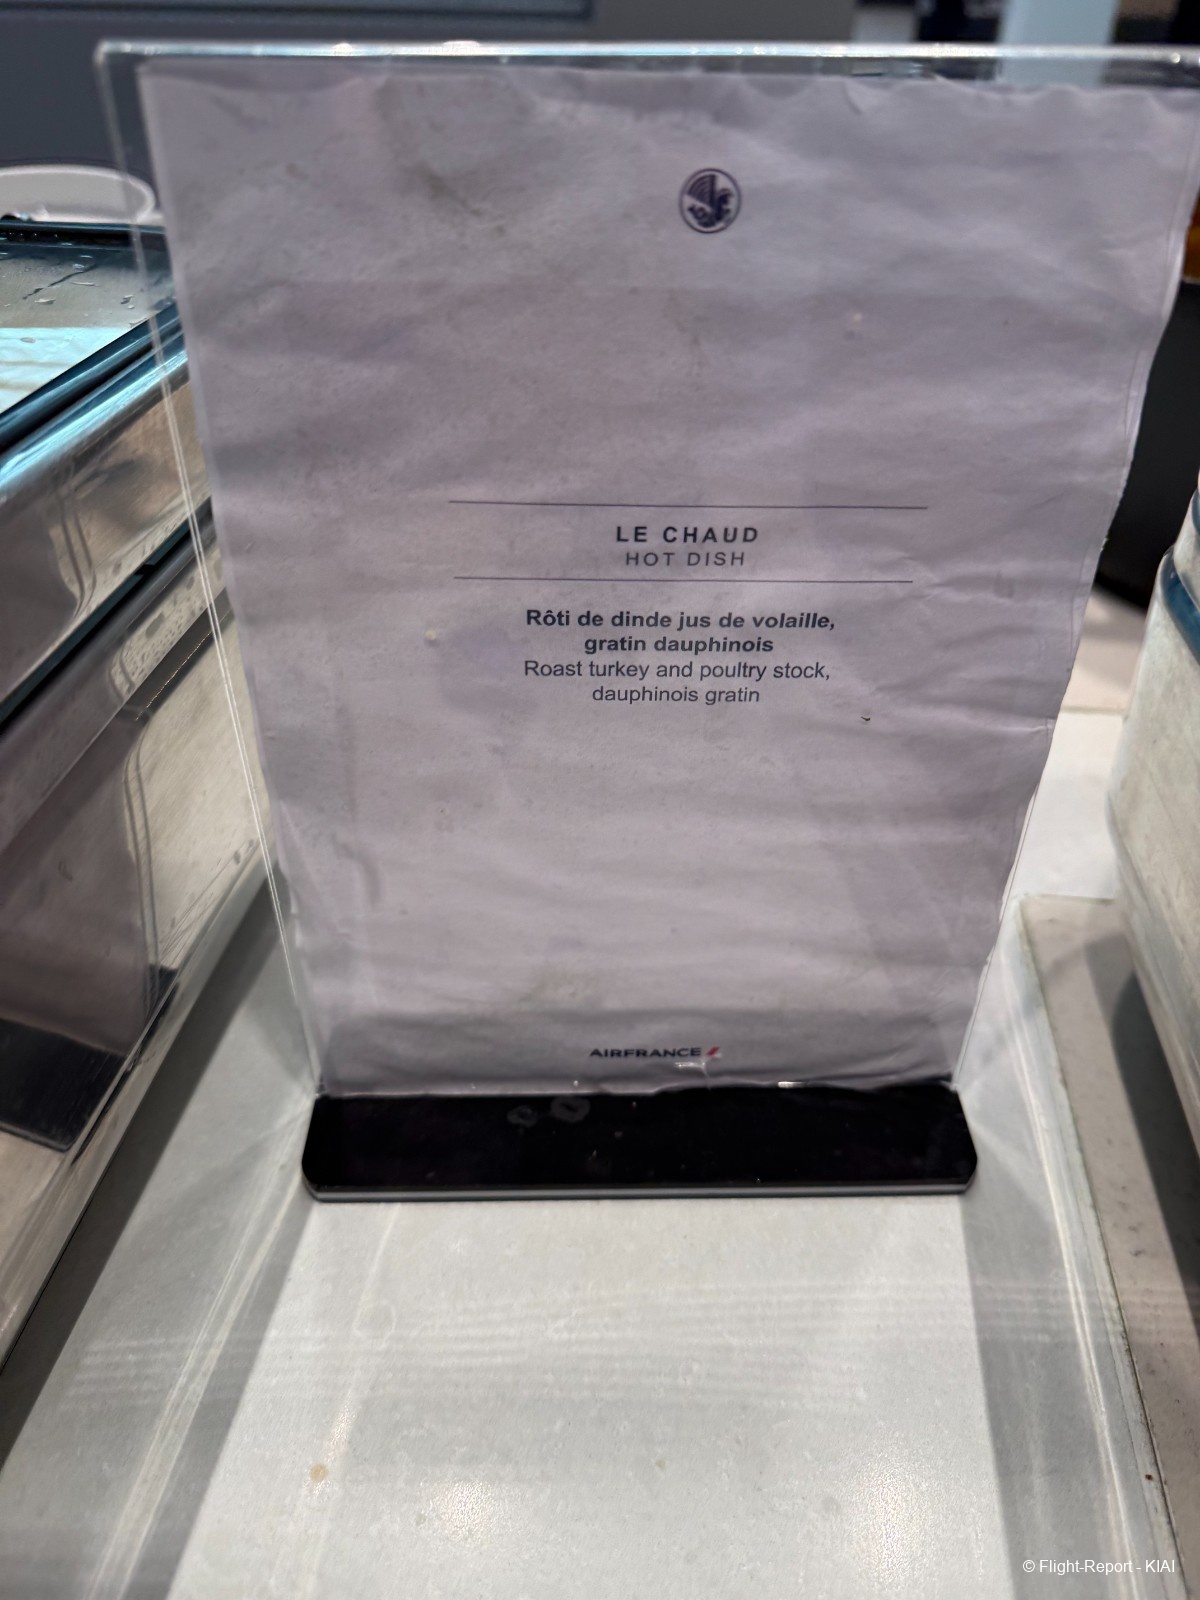 LE CHAUD
HOT DISH
Rôti de dinde jus de volaille,
gratin dauphinois
Roast turkey and poultry stock,
dauphinois gratin
AIRFRANCE
© Flight-Report - KIAI